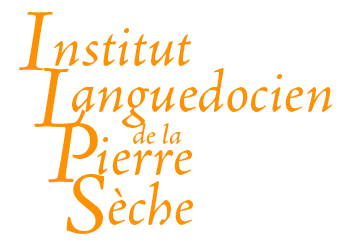 Institut
Languedocien
de la
Pierre
Sèche